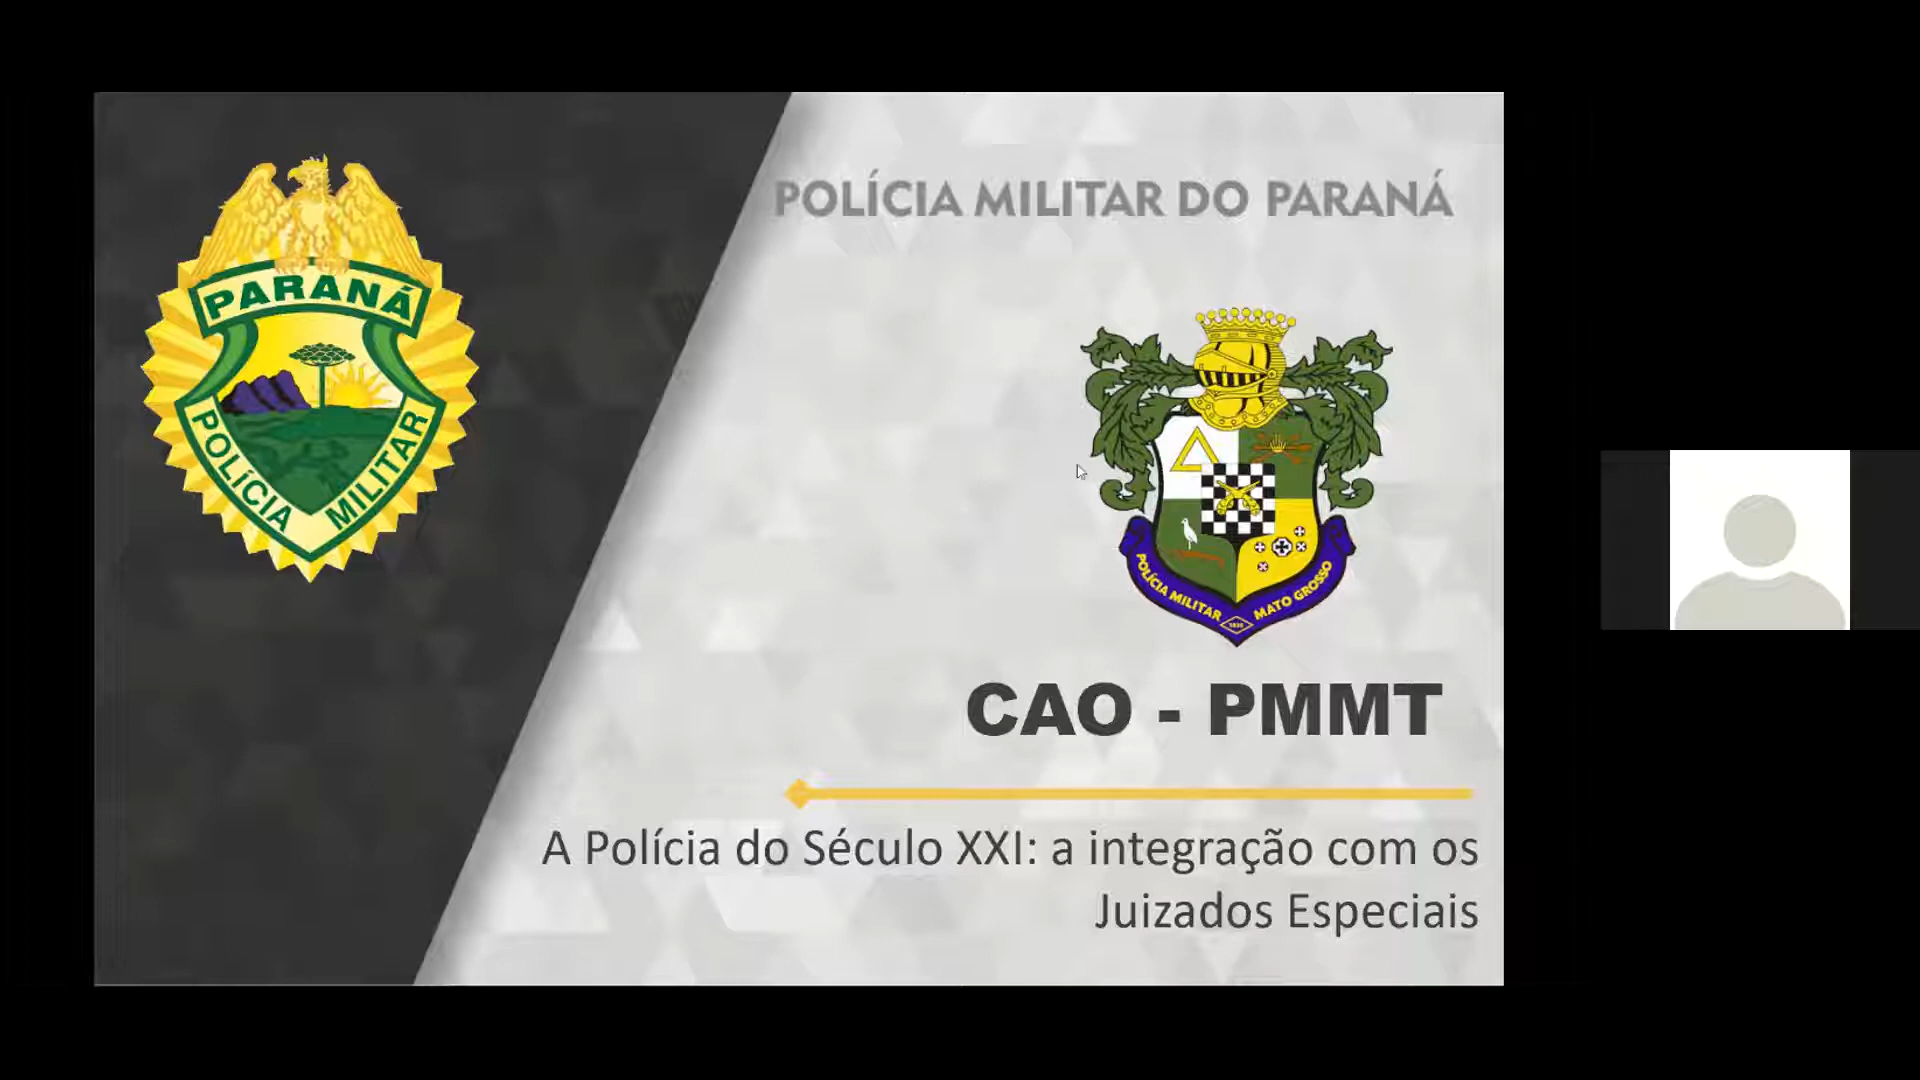 POLÍCIA MILITAR DO PARANÁ
PARANÁ
POLÍCIA MILITAR
POLÍCIA MILITAR MATO GROSSO
CAO - PMMT
A Polícia do Século XXI: a integração com os
Juizados Especiais